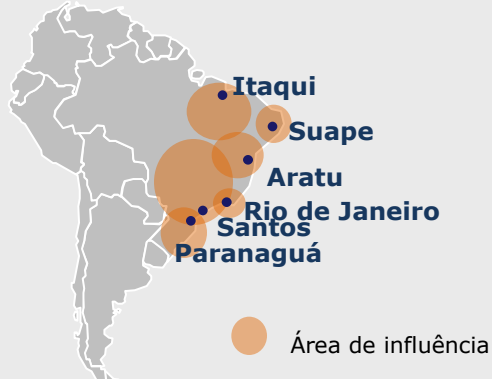 Itaqui
Suape
Aratu
Rio de Janeiro
Santos
Paranaguá
Área de influência